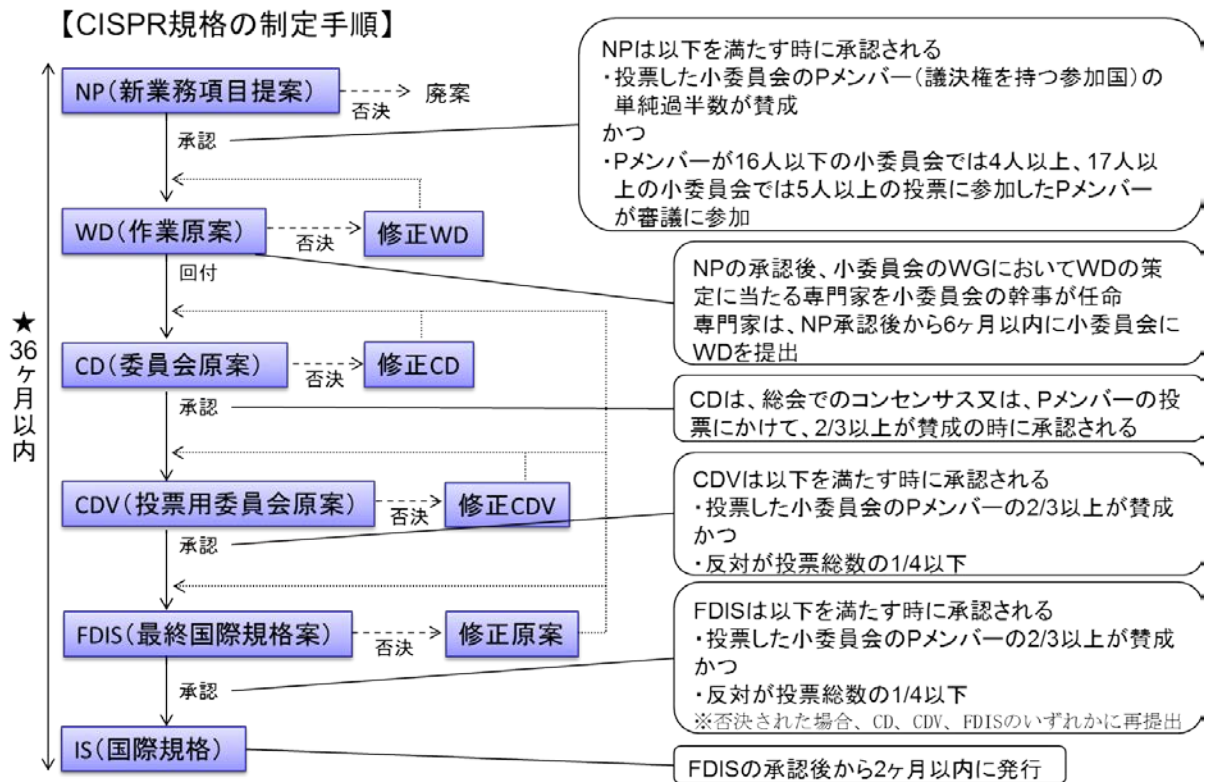 【CISPR規格の制定手順】
NP(新業務項目提案)
否決
廃案
承認
NPは以下を満たす時に承認される
・投票した小委員会のPメンバー(議決権を持つ参加国)の
単純過半数が賛成
かつ
・Pメンバーが16人以下の小委員会では4人以上、17人以
上の小委員会では5人以上の投票に参加したPメンバー
が審議に参加
WD(作業原案)
否決
修正WD
回付
NPの承認後、小委員会のWGにおいてWDの策
定に当たる専門家を小委員会の幹事が任命
専門家は、NP承認後から6ヶ月以内に小委員会に
WDを提出
★36ヶ月以内
CD(委員会原案)
否決
修正CD
承認
CDは、総会でのコンセンサス又は、Pメンバーの投
票にかけて、2/3以上が賛成の時に承認される
CDV(投票用委員会原案)
否決
修正CDV
承認
CDVは以下を満たす時に承認される
・投票した小委員会のPメンバーの2/3以上が賛成
かつ
・反対が投票総数の1/4以下
FDIS(最終国際規格案)
否決
修正原案
承認
FDISは以下を満たす時に承認される
・投票した小委員会のPメンバーの2/3以上が賛成
かつ
・反対が投票総数の1/4以下
※否決された場合、CD、CDV、FDISのいずれかに再提出
IS(国際規格)
FDISの承認後から2ヶ月以内に発行